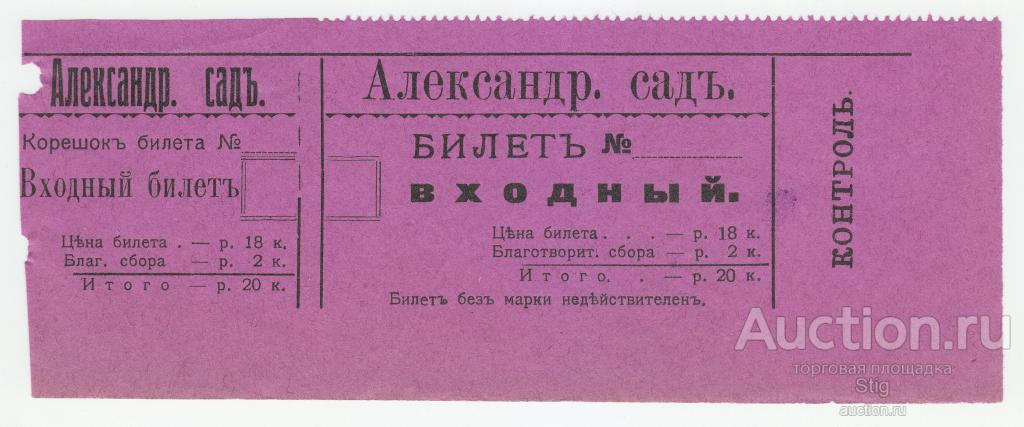 Александр. садъ.
Корешокъ билета №
Входный билетъ
Цѣна билета . — р. 18 к.
Благ. сбора — р. 2 к.
Итого — р. 20 к.
Александр. садъ.
БИЛЕТЪ №
ВХОДНЫЙ.
Цѣна билета . . . — р. 18 к.
Благотворит. сбора — р. 2 к.
Итого. . — р. 20 к.
Билетъ безъ марки недѣйствителенъ.
КОНТРОЛЬ.
Auction.ru
торговая площадка
Stig
auction.ru